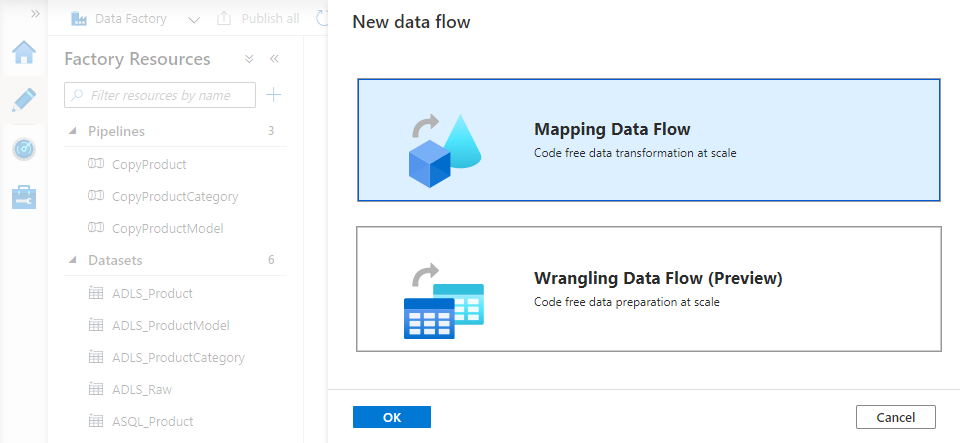 Data Factory
Publish all
Factory Resources
Filter resources by name
Pipelines 3
CopyProduct
CopyProductCategory
CopyProductModel
Datasets 6
ADLS_Product
ADLS_ProductModel
ADLS_ProductCategory
ADLS_Raw
ASQL_Product
New data flow
Mapping Data Flow
Code free data transformation at scale
Wrangling Data Flow (Preview)
Code free data preparation at scale
OK
Cancel